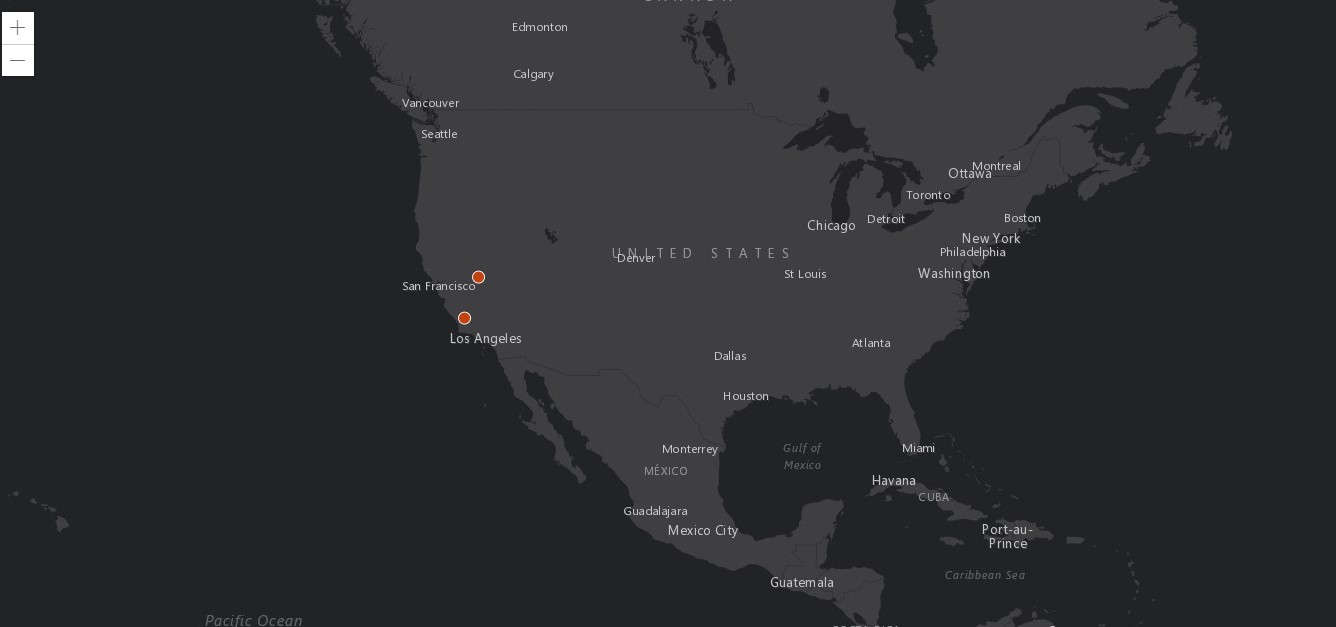 Edmonton
Calgary
Vancouver
Seattle
Montreal
Ottawa
Toronto
Boston
Detroit
Chicago
New York
UNITED STATES
Philadelphia
Denver
Washington
St Louis
San Francisco
Los Angeles
Atlanta
Dallas
Houston
Gulf of
Mexico
Miami
Monterrey
MÉXICO
Havana
CUBA
Guadalajara
Mexico City
Port-au-
Prince
Caribbean Sea
Guatemala
Pacific Ocean